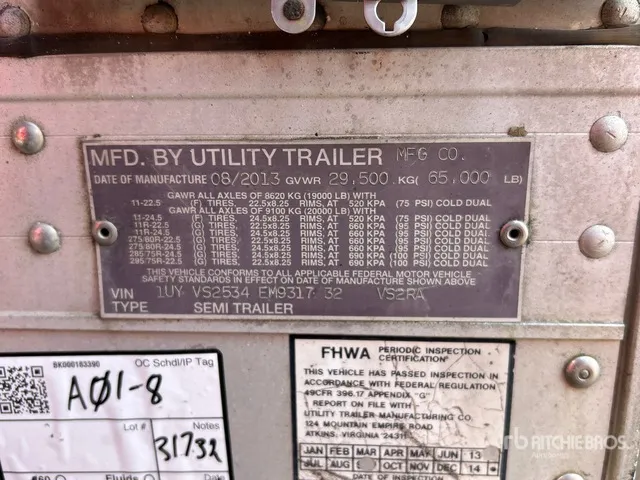 MFD. BY UTILITY TRAILER MFG CO.
DATE OF MANUFACTURE 08/2013 GVWR 29,500 KG( 65,000 LB)
GAWR ALL AXLES OF 8620 KG (19000 LB) WITH
11-22.5 (F) TIRES, 22.5x8.25 RIMS, AT 520 KPA (75 PSI) COLD DUAL
GAWR ALL AXLES OF 9100 KG (20000 LB) WITH
11-24.5 (F) TIRES, 24.5x8.25 RIMS, AT 520 KPA (75 PSI) COLD DUAL
11R-22.5 (G) TIRES, 22.5x8.25 RIMS, AT 660 KPA (95 PSI) COLD DUAL
11R-24.5 (G) TIRES, 24.5x8.25 RIMS, AT 660 KPA (95 PSI) COLD DUAL
275/80R-22.5 (G) TIRES, 22.5x8.25 RIMS, AT 660 KPA (95 PSI) COLD DUAL
275/80R-24.5 (G) TIRES, 24.5x8.25 RIMS, AT 660 KPA (95 PSI) COLD DUAL
285/75R-24.5 (G) TIRES, 24.5x8.25 RIMS, AT 690 KPA (100 PSI) COLD DUAL
295/75R-22.5 (G) TIRES, 22.5x8.25 RIMS, AT 690 KPA (100 PSI) COLD DUAL
THIS VEHICLE CONFORMS TO ALL APPLICABLE FEDERAL MOTOR VEHICLE
SAFETY STANDARDS IN EFFECT ON DATE OF MANUFACTURE SHOWN ABOVE
VIN 1UY VS2534 EM9317 32 VS2RA
TYPE SEMI TRAILER
BK000183390 OC Schdl/IP Tag
A01-8
Lot # Notes
31732
Fluids Date
FHWA PERIODIC INSPECTION
CERTIFICATION
THIS VEHICLE HAS PASSED INSPECTION IN
ACCORDANCE WITH FEDERAL REGULATION
49CFR 396.17 APPENDIX "G"
REPORT ON FILE WITH
UTILITY TRAILER MANUFACTURING CO.
124 MOUNTAIN EMPIRE ROAD
ATKINS, VIRGINIA 24311
JAN FEB MAR APR MAY JUN 13
JUL AUG OCT NOV DEC 14
DATE OF INSPECTION
rb RITCHIE BROS